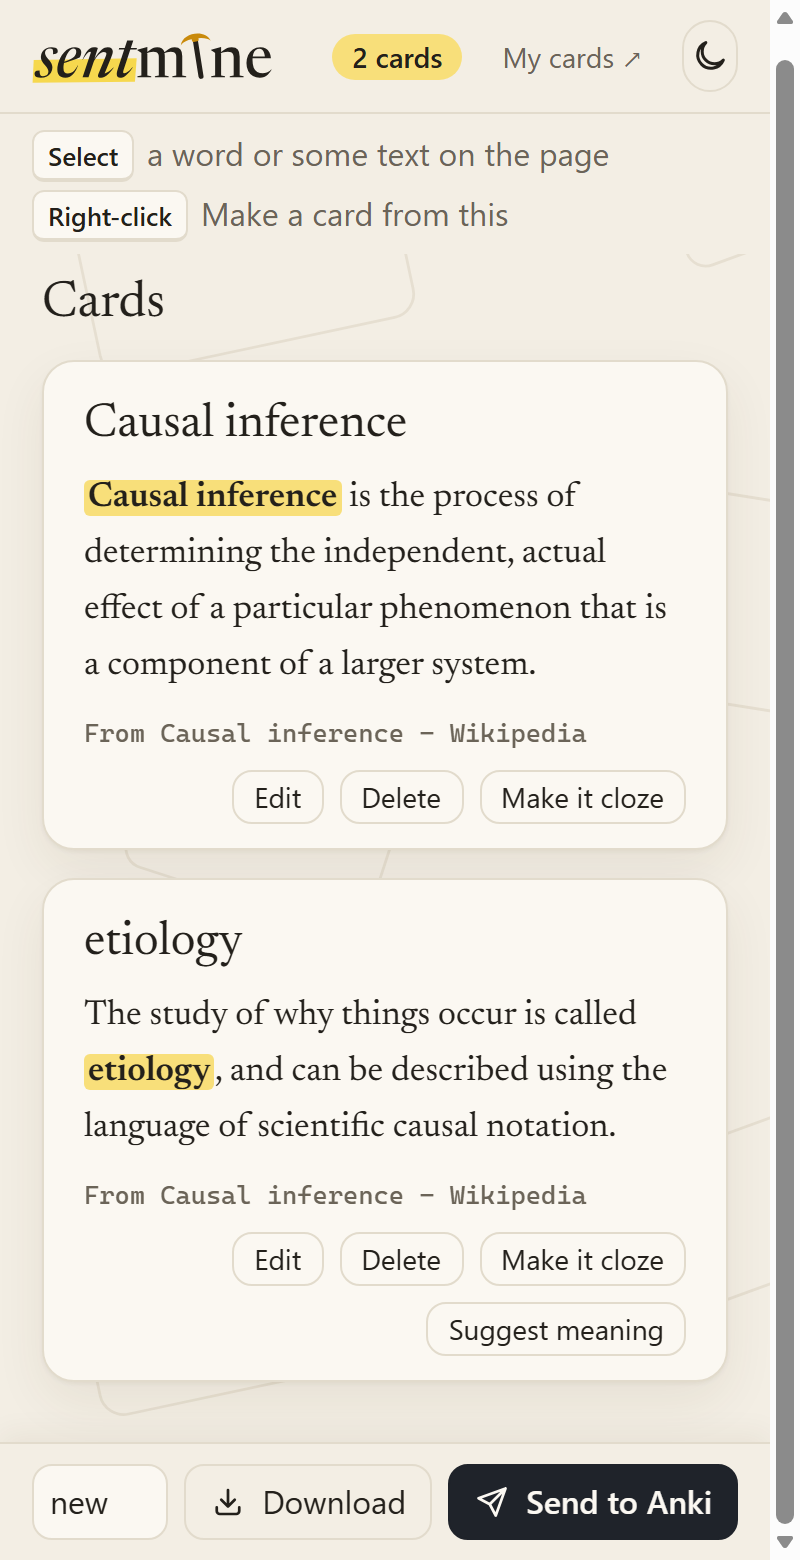 sentmine
2 cards
My cards ↗
Select a word or some text on the page
Right-click Make a card from this
Cards
Causal inference
Causal inference is the process of
determining the independent, actual
effect of a particular phenomenon that is
a component of a larger system.
From Causal inference – Wikipedia
Edit
Delete
Make it cloze
etiology
The study of why things occur is called
etiology, and can be described using the
language of scientific causal notation.
From Causal inference – Wikipedia
Edit
Delete
Make it cloze
Suggest meaning
new
Download
Send to Anki